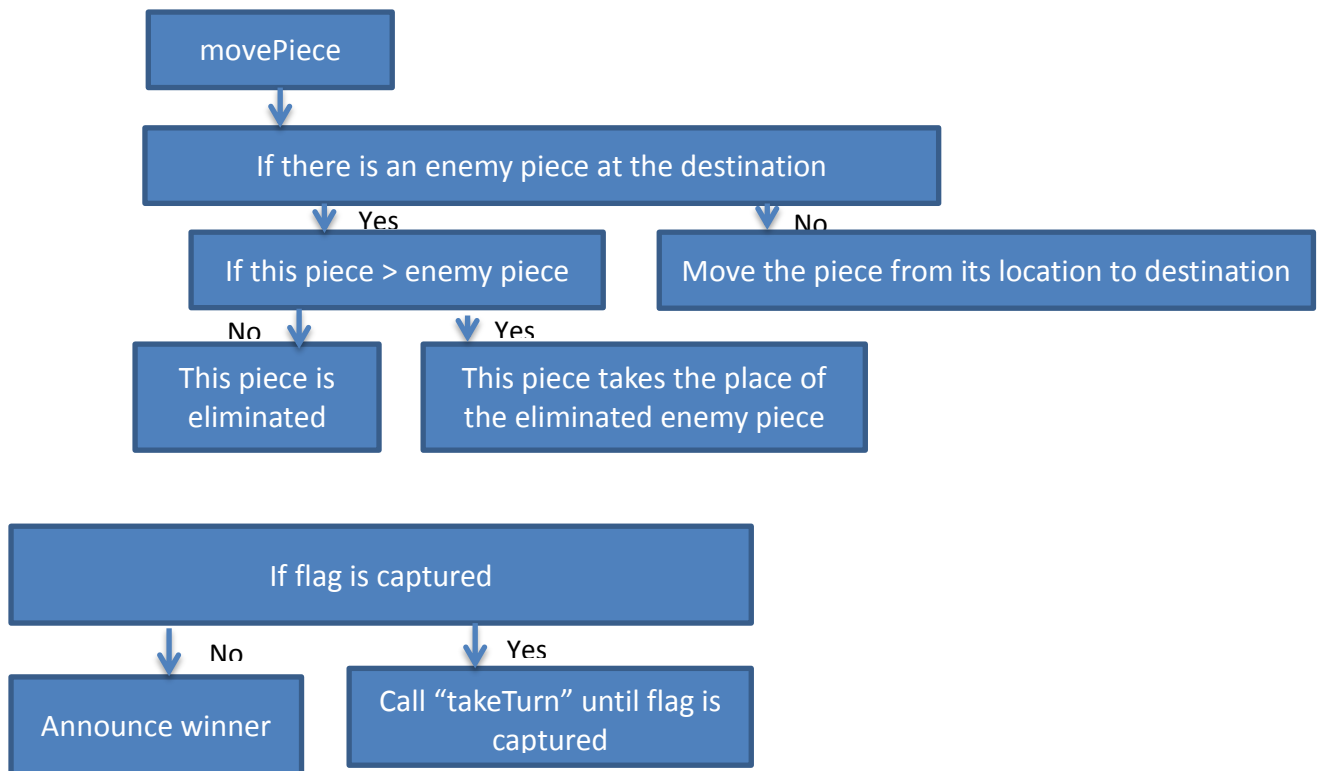 movePiece
If there is an enemy piece at the destination
Yes
No
If this piece > enemy piece
Move the piece from its location to destination
No
Yes
This piece is
eliminated
This piece takes the place of
the eliminated enemy piece
If flag is captured
No
Yes
Announce winner
Call “takeTurn” until flag is
captured